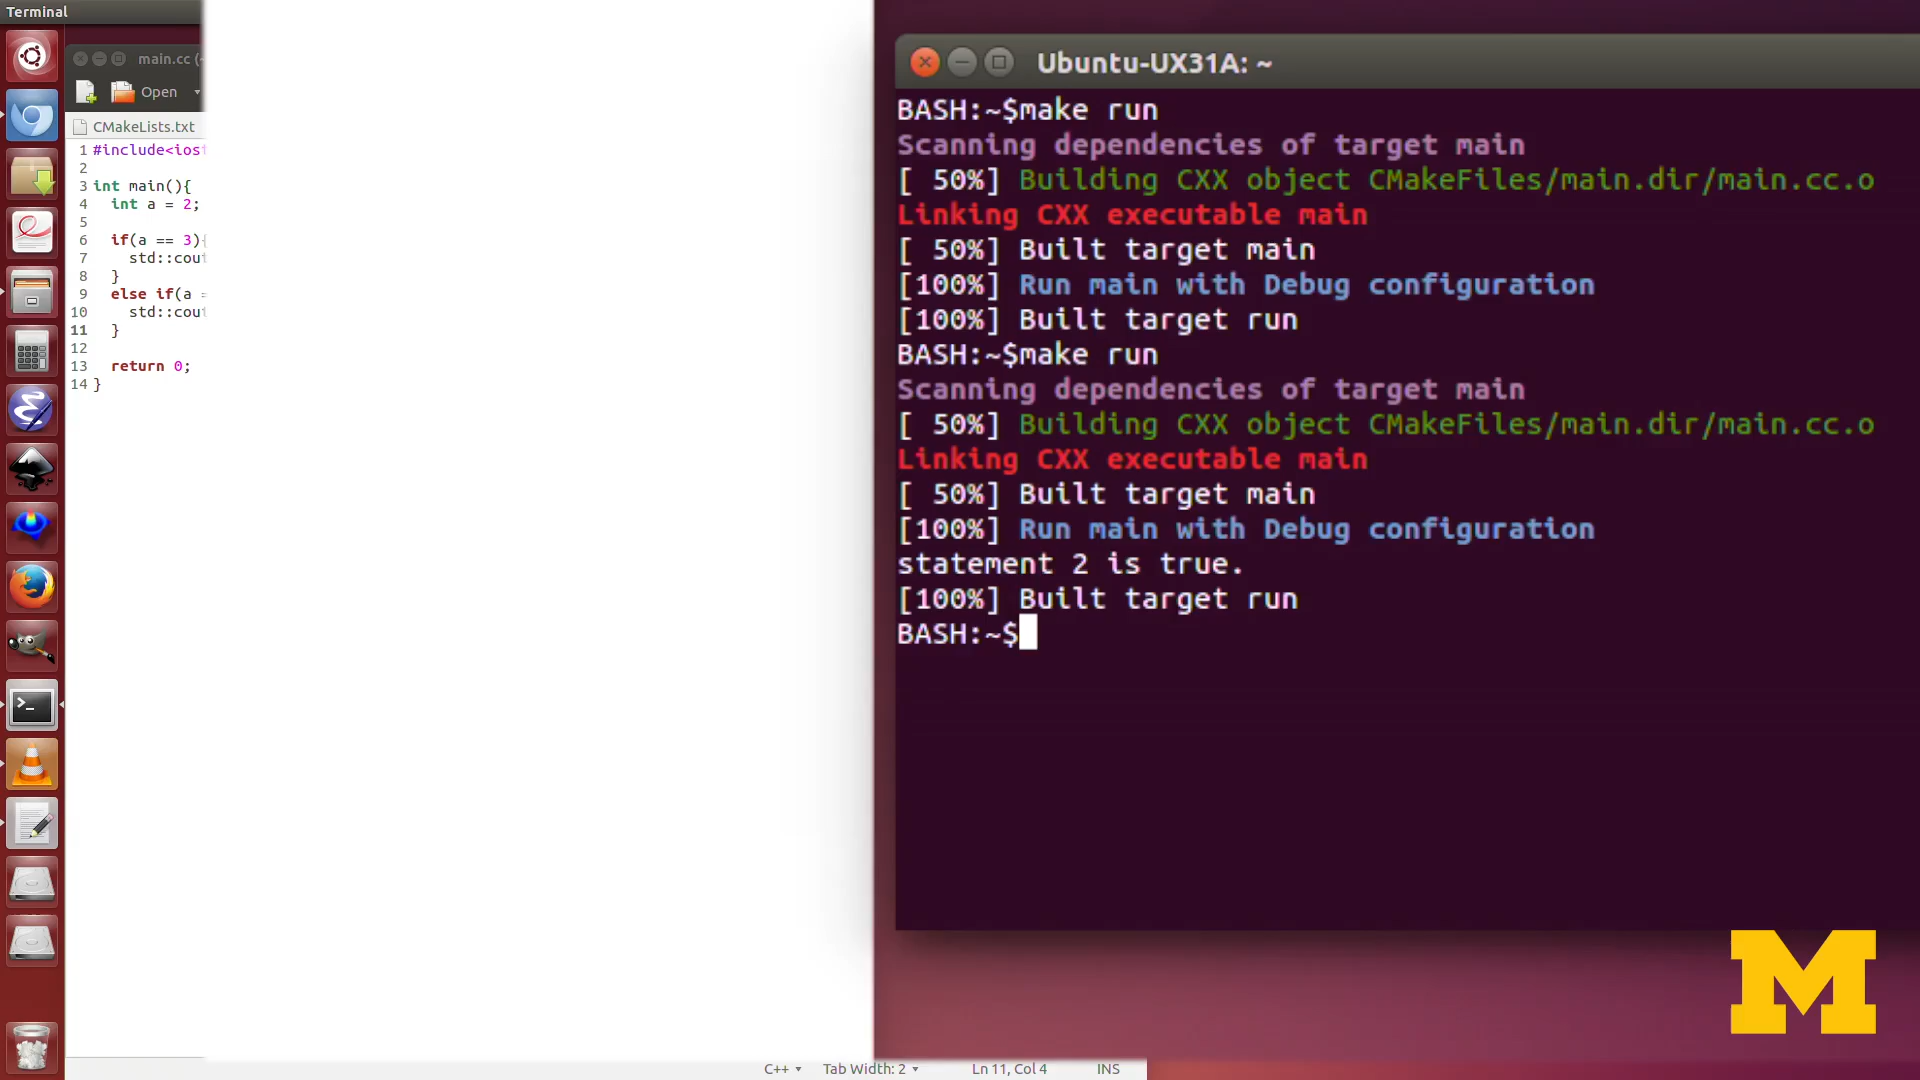 Terminal
main.cc (
Open
CMakeLists.txt
1 #include<iost
2
3 int main(){
4 int a = 2;
5
6 if(a == 3){
7 std::cout
8 }
9 else if(a =
10 std::cout
11 }
12
13 return 0;
14 }
C++ Tab Width: 2 Ln 11, Col 4 INS
Ubuntu-UX31A: ~
BASH:~$make run
Scanning dependencies of target main
[ 50%] Building CXX object CMakeFiles/main.dir/main.cc.o
Linking CXX executable main
[ 50%] Built target main
[100%] Run main with Debug configuration
[100%] Built target run
BASH:~$make run
Scanning dependencies of target main
[ 50%] Building CXX object CMakeFiles/main.dir/main.cc.o
Linking CXX executable main
[ 50%] Built target main
[100%] Run main with Debug configuration
statement 2 is true.
[100%] Built target run
BASH:~$
M